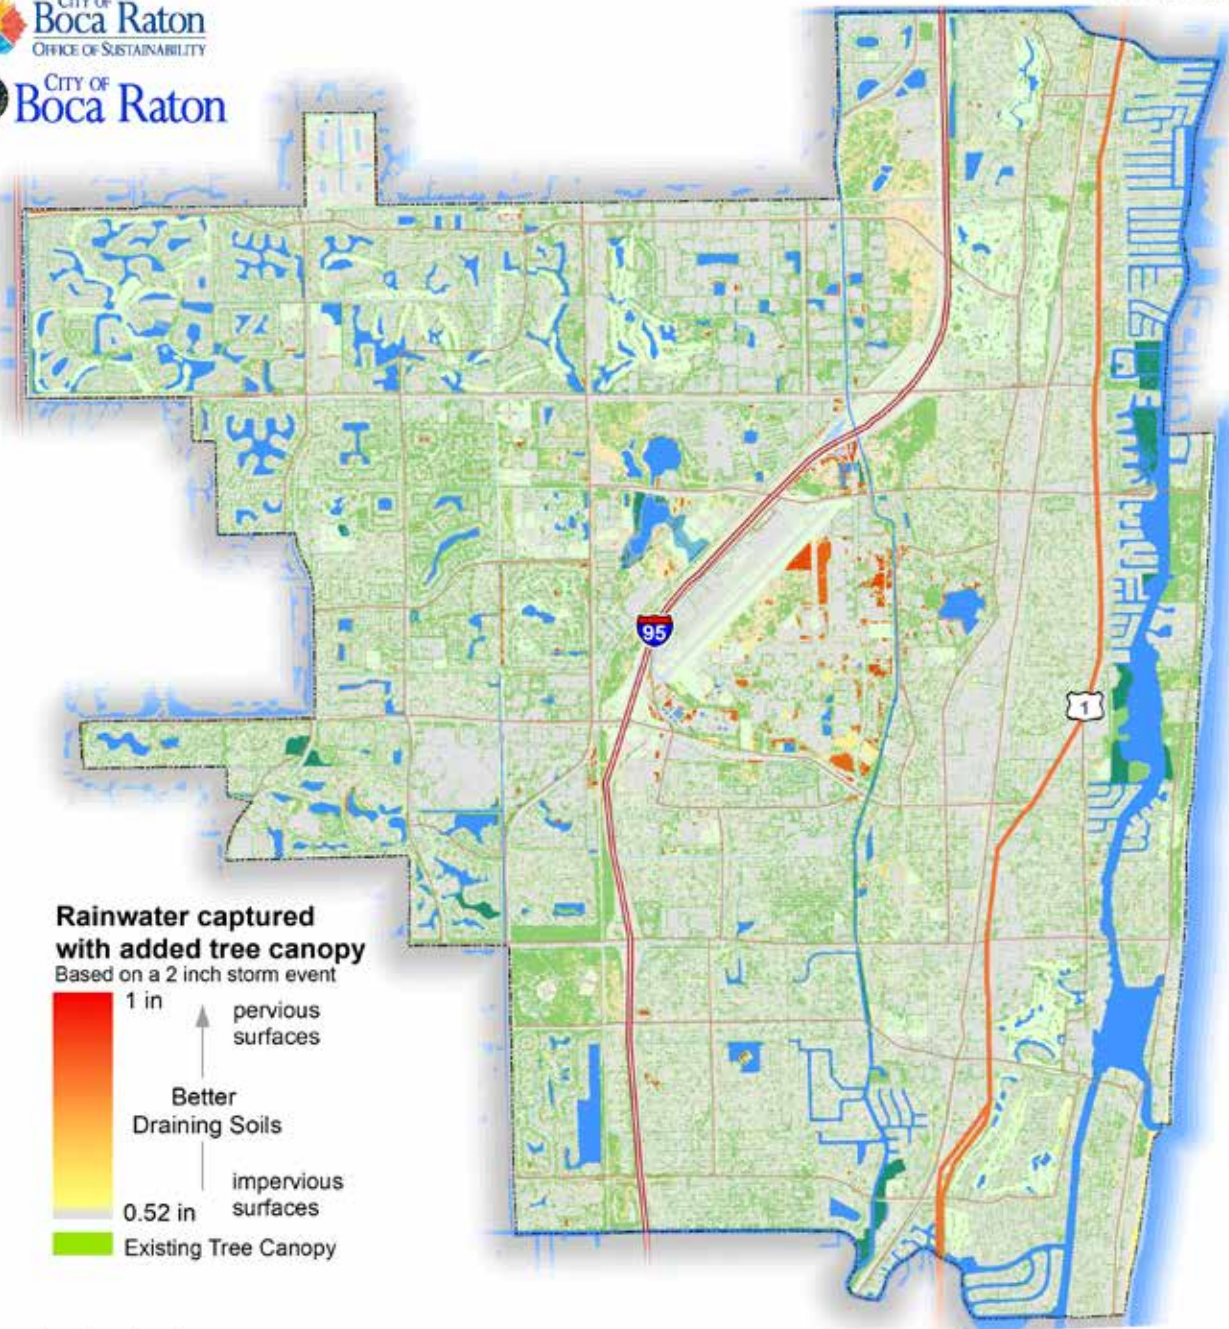 CITY OF
Boca Raton
OFFICE OF SUSTAINABILITY
CITY OF
Boca Raton
95
1
Rainwater captured
with added tree canopy
Based on a 2 inch storm event
1 in
pervious
surfaces
Better
Draining Soils
impervious
surfaces
0.52 in
Existing Tree Canopy